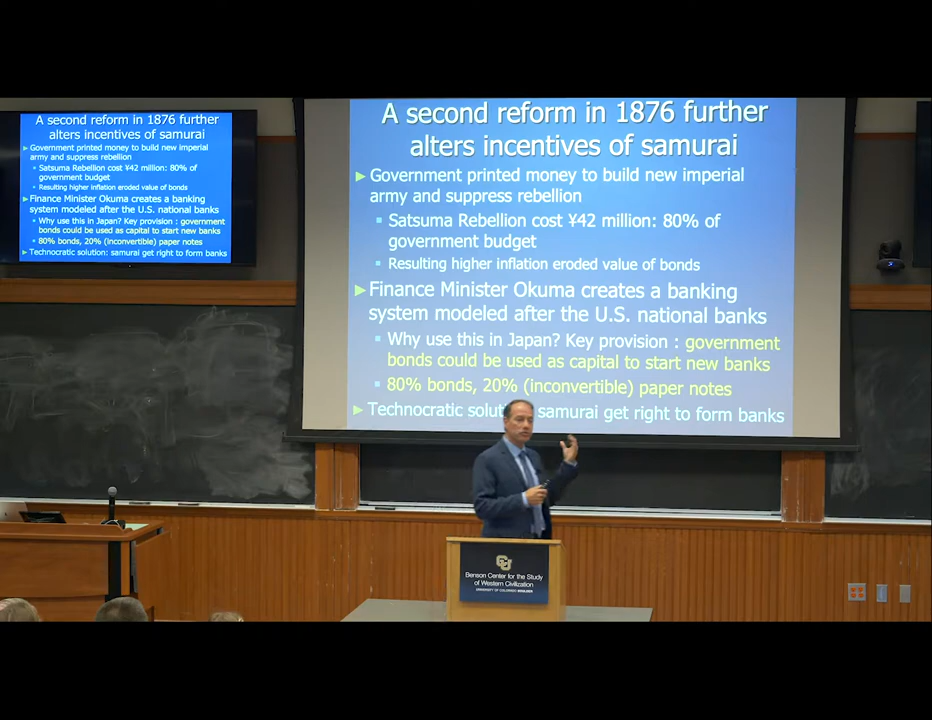 A second reform in 1876 further
alters incentives of samurai
Government printed money to build new imperial
army and suppress rebellion
Satsuma Rebellion cost ¥42 million: 80% of
government budget
Resulting higher inflation eroded value of bonds
Finance Minister Okuma creates a banking
system modeled after the U.S. national banks
Why use this in Japan? Key provision : government
bonds could be used as capital to start new banks
80% bonds, 20% (inconvertible) paper notes
Technocratic solution: samurai get right to form banks
A second reform in 1876 further
alters incentives of samurai
Government printed money to build new imperial
army and suppress rebellion
Satsuma Rebellion cost ¥42 million: 80% of
government budget
Resulting higher inflation eroded value of bonds
Finance Minister Okuma creates a banking
system modeled after the U.S. national banks
Why use this in Japan? Key provision : government
bonds could be used as capital to start new banks
80% bonds, 20% (inconvertible) paper notes
Technocratic solut samurai get right to form banks
CU
Benson Center for the Study
of Western Civilization
UNIVERSITY OF COLORADO BOULDER